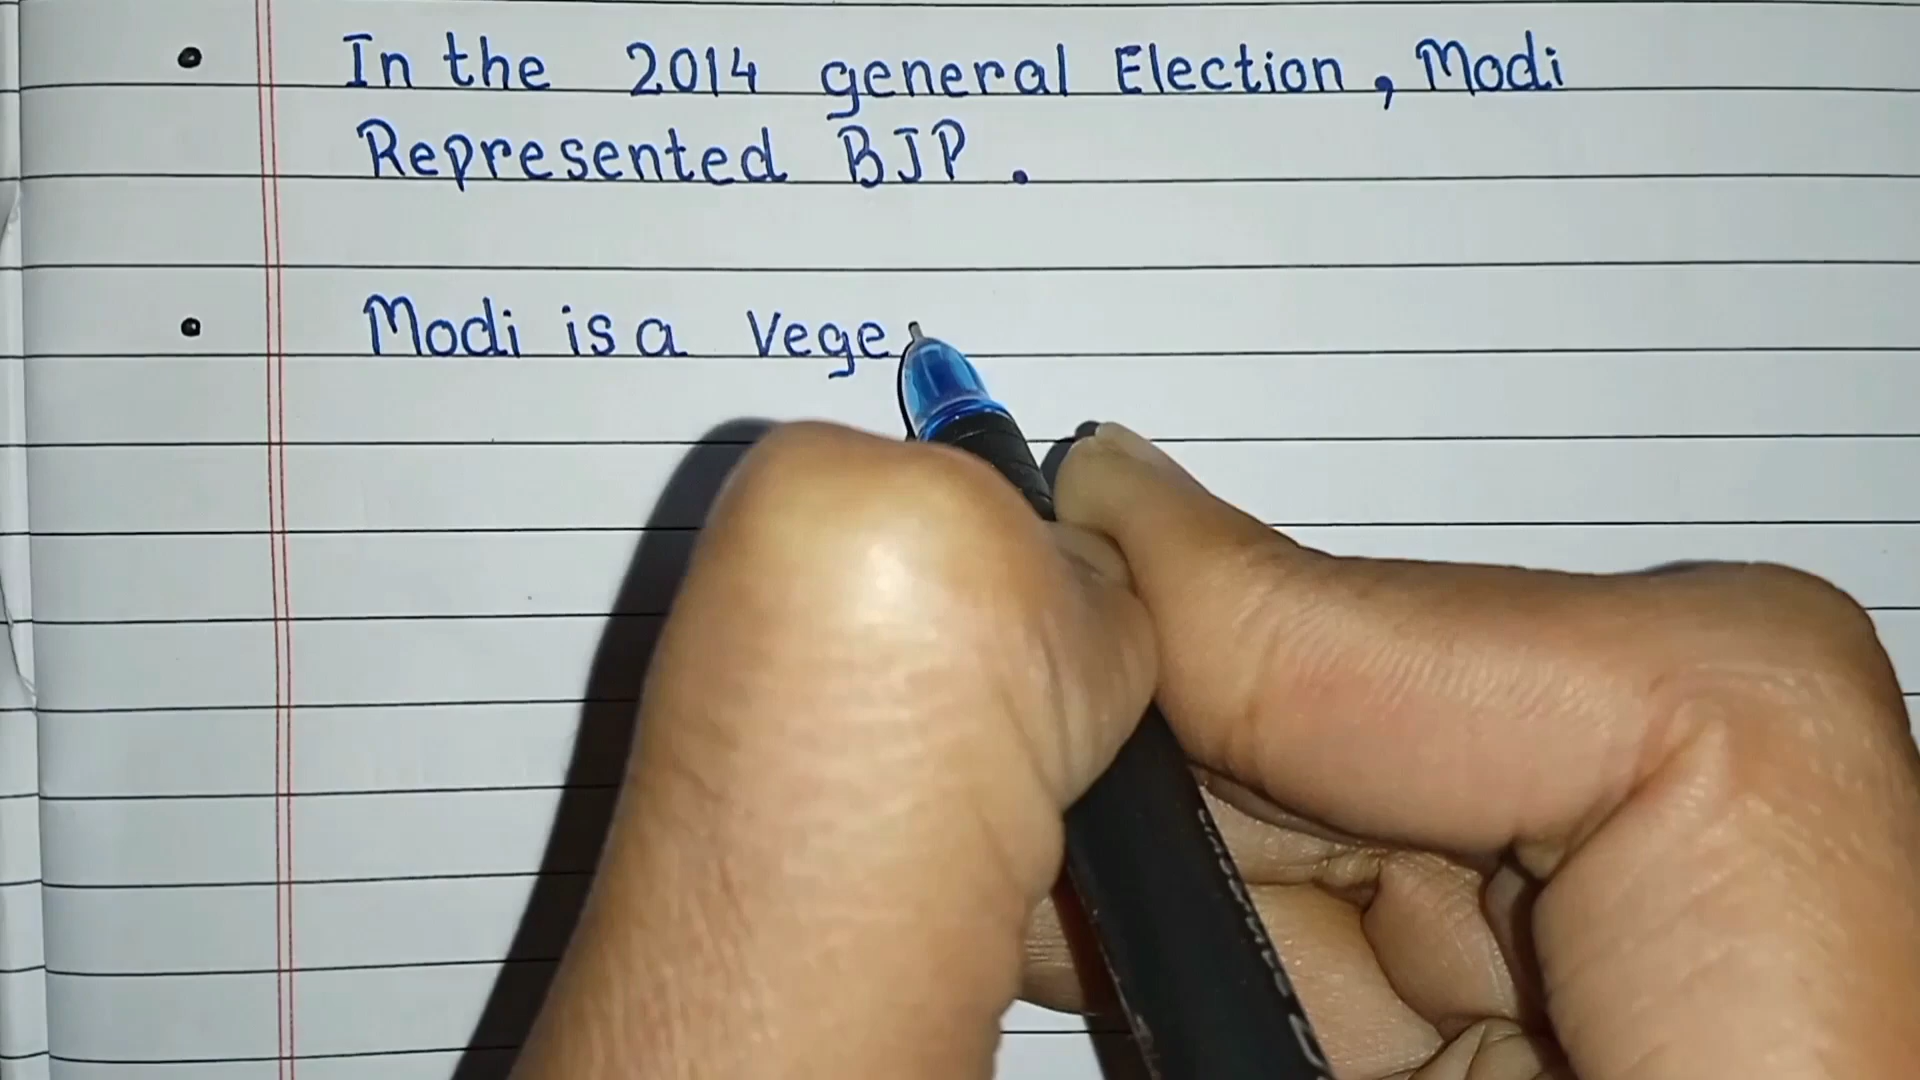 • In the 2014 general Election, Modi
Represented BJP.
• Modi is a Vege